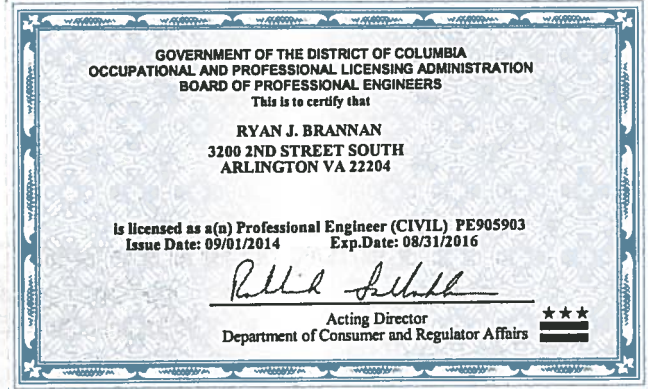 GOVERNMENT OF THE DISTRICT OF COLUMBIA
OCCUPATIONAL AND PROFESSIONAL LICENSING ADMINISTRATION
BOARD OF PROFESSIONAL ENGINEERS
This is to certify that
RYAN J. BRANNAN
3200 2ND STREET SOUTH
ARLINGTON VA 22204
is licensed as a(n) Professional Engineer (CIVIL) PE905903
Issue Date: 09/01/2014 Exp.Date: 08/31/2016
Acting Director
Department of Consumer and Regulator Affairs